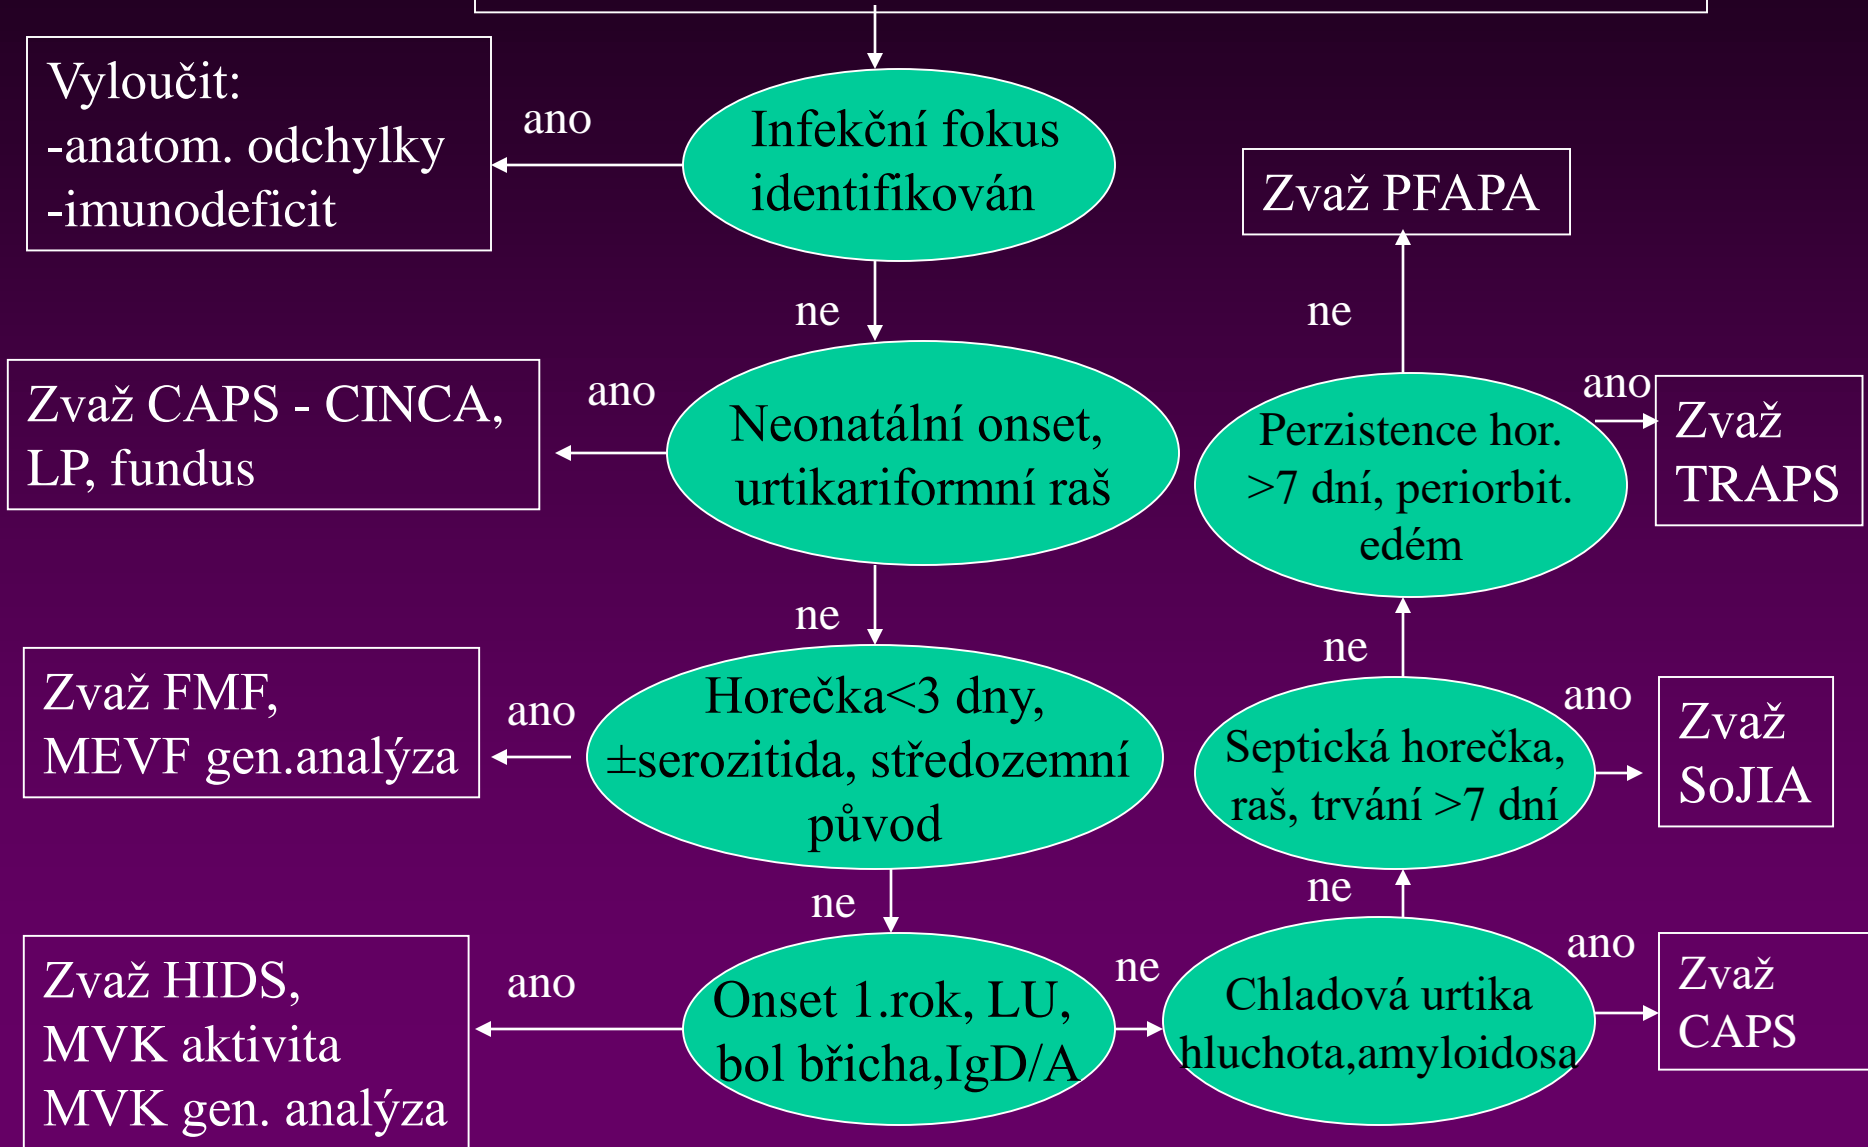 Vyloučit:
-anatom. odchylky
-imunodeficit
ano
Infekční fokus
identifikován
ne
Zvaž CAPS - CINCA,
LP, fundus
ano
Neonatální onset,
urtikariformní raš
ne
Zvaž FMF,
MEVF gen.analýza
ano
Horečka<3 dny,
±serozitida, středozemní
původ
ne
Zvaž HIDS,
MVK aktivita
MVK gen. analýza
ano
Onset 1.rok, LU,
bol břicha,IgD/A
ne
Chladová urtika
hluchota,amyloidosa
ano
Zvaž
CAPS
ne
Septická horečka,
raš, trvání >7 dní
ano
Zvaž
SoJIA
ne
Perzistence hor.
>7 dní, periorbit.
edém
ano
Zvaž
TRAPS
ne
Zvaž PFAPA